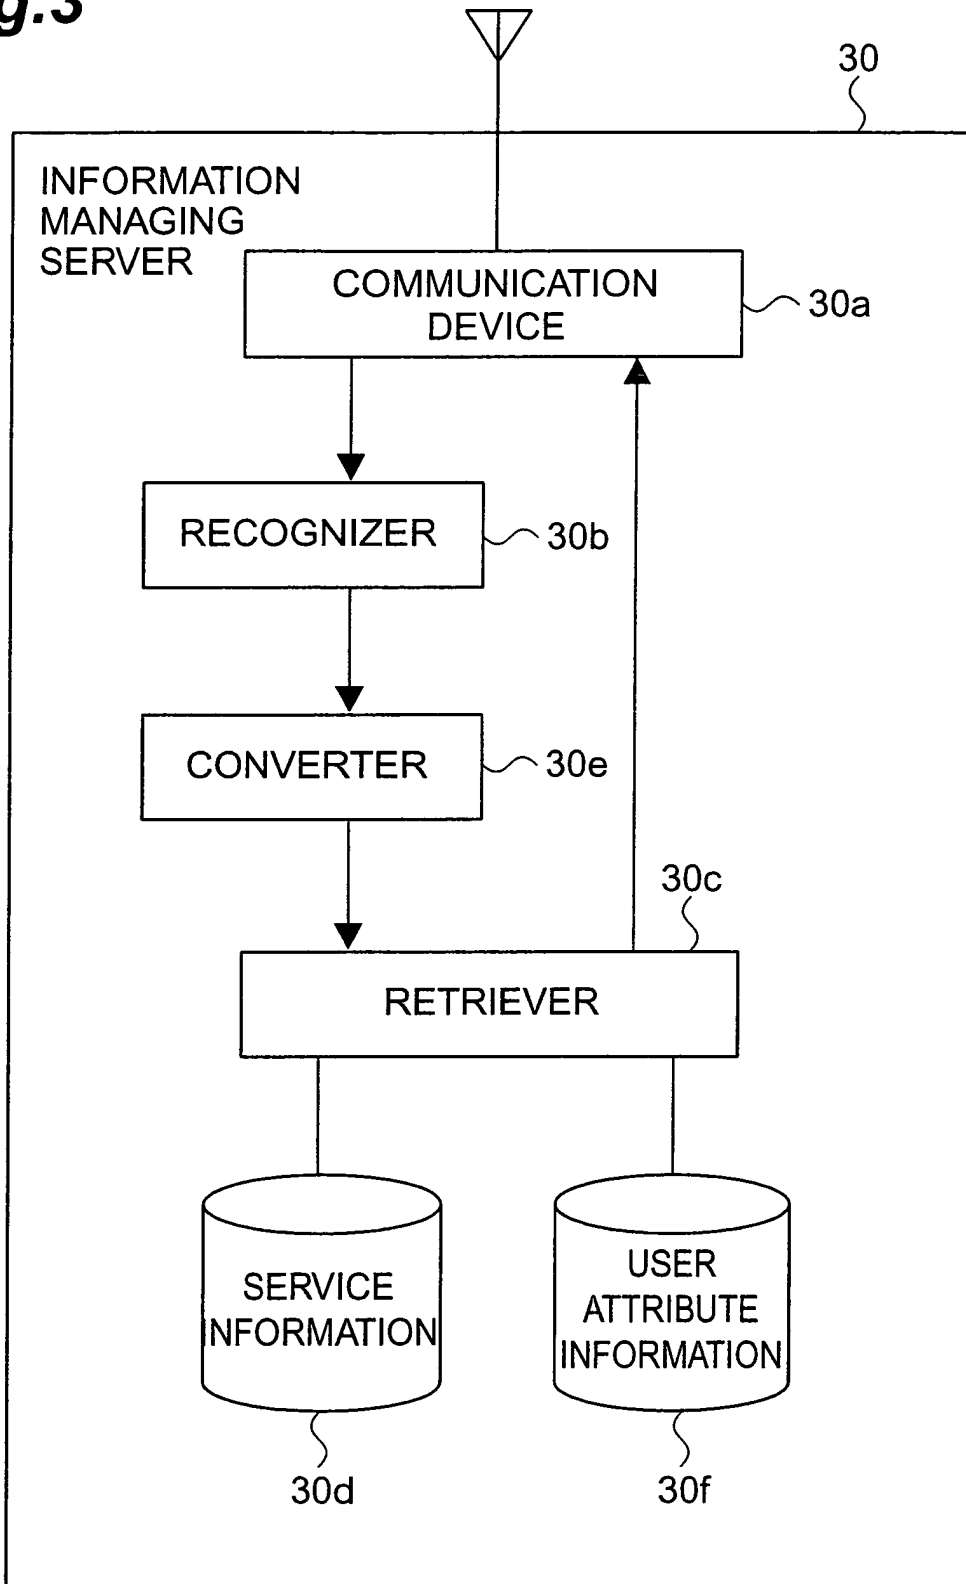 g.3
30
INFORMATION
MANAGING
SERVER
COMMUNICATION
DEVICE
30a
RECOGNIZER
30b
CONVERTER
30e
30c
RETRIEVER
SERVICE
INFORMATION
USER
ATTRIBUTE
INFORMATION
30d
30f